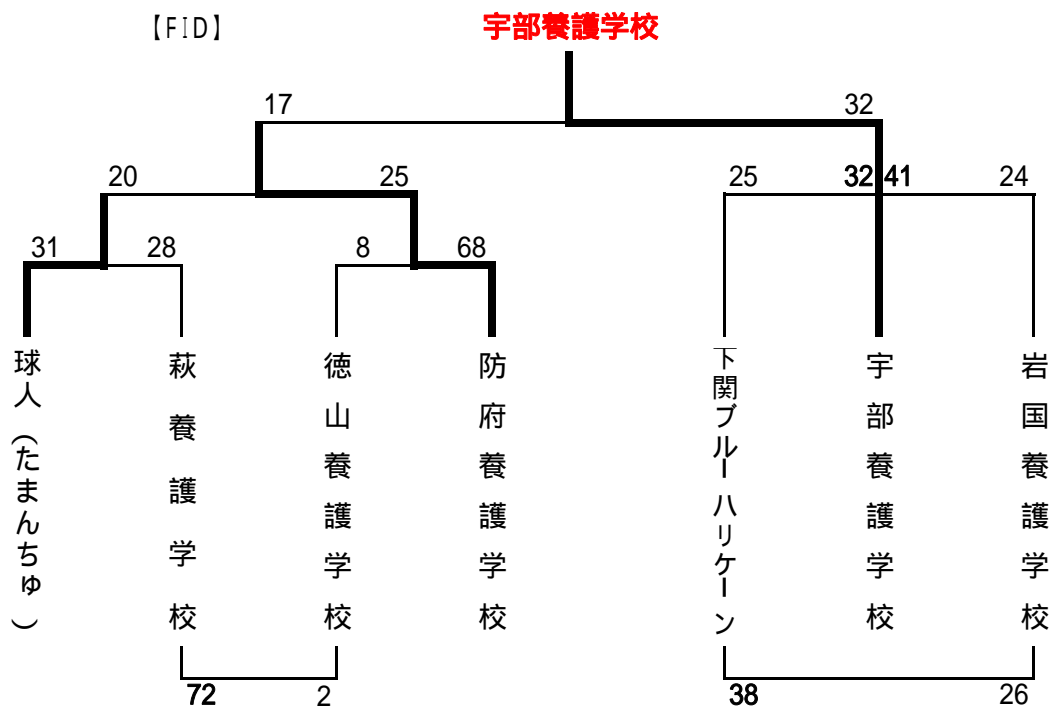 【FID】
宇部養護学校
17
32
20
25
25
32
41
24
31
28
8
68
球人(たまんちゅ)
萩養護学校
徳山養護学校
防府養護学校
下関ブルーハリケーン
宇部養護学校
岩国養護学校
72
2
38
26